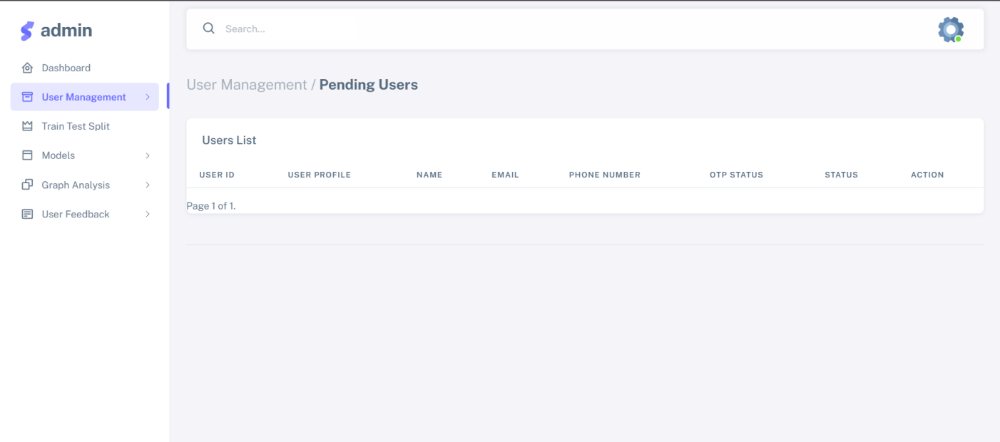 admin
Search...
Dashboard
User Management
Train Test Split
Models
Graph Analysis
User Feedback
User Management / Pending Users
Users List
USER ID USER PROFILE NAME EMAIL PHONE NUMBER OTP STATUS STATUS ACTION
Page 1 of 1.